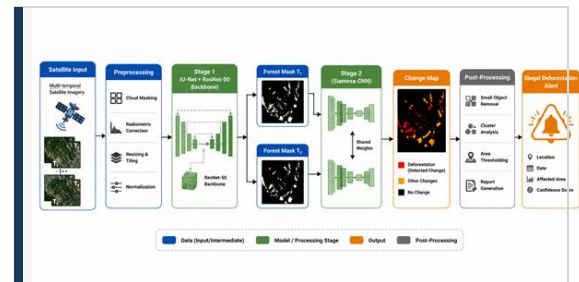 Satellite Input
Multi-temporal
Satellite Imagery
Preprocessing
Cloud Masking
Radiometric
Correction
Resizing &
Tiling
Normalization
Stage 1
(U-Net + ResNet-50
Backbone)
ResNet-50
Backbone
Forest Mask T₁
Forest Mask T₂
Stage 2
(Siamese CNN)
Shared
Weights
Change Map
Deforestation
(Detected Change)
Other Changes
No Change
Post-Processing
Small Object
Removal
Cluster
Analysis
Area
Thresholding
Report
Generation
Illegal Deforestation
Alert
Location
Date
Affected Area
Confidence Score
Data (Input/Intermediate)
Model / Processing Stage
Output
Post-Processing